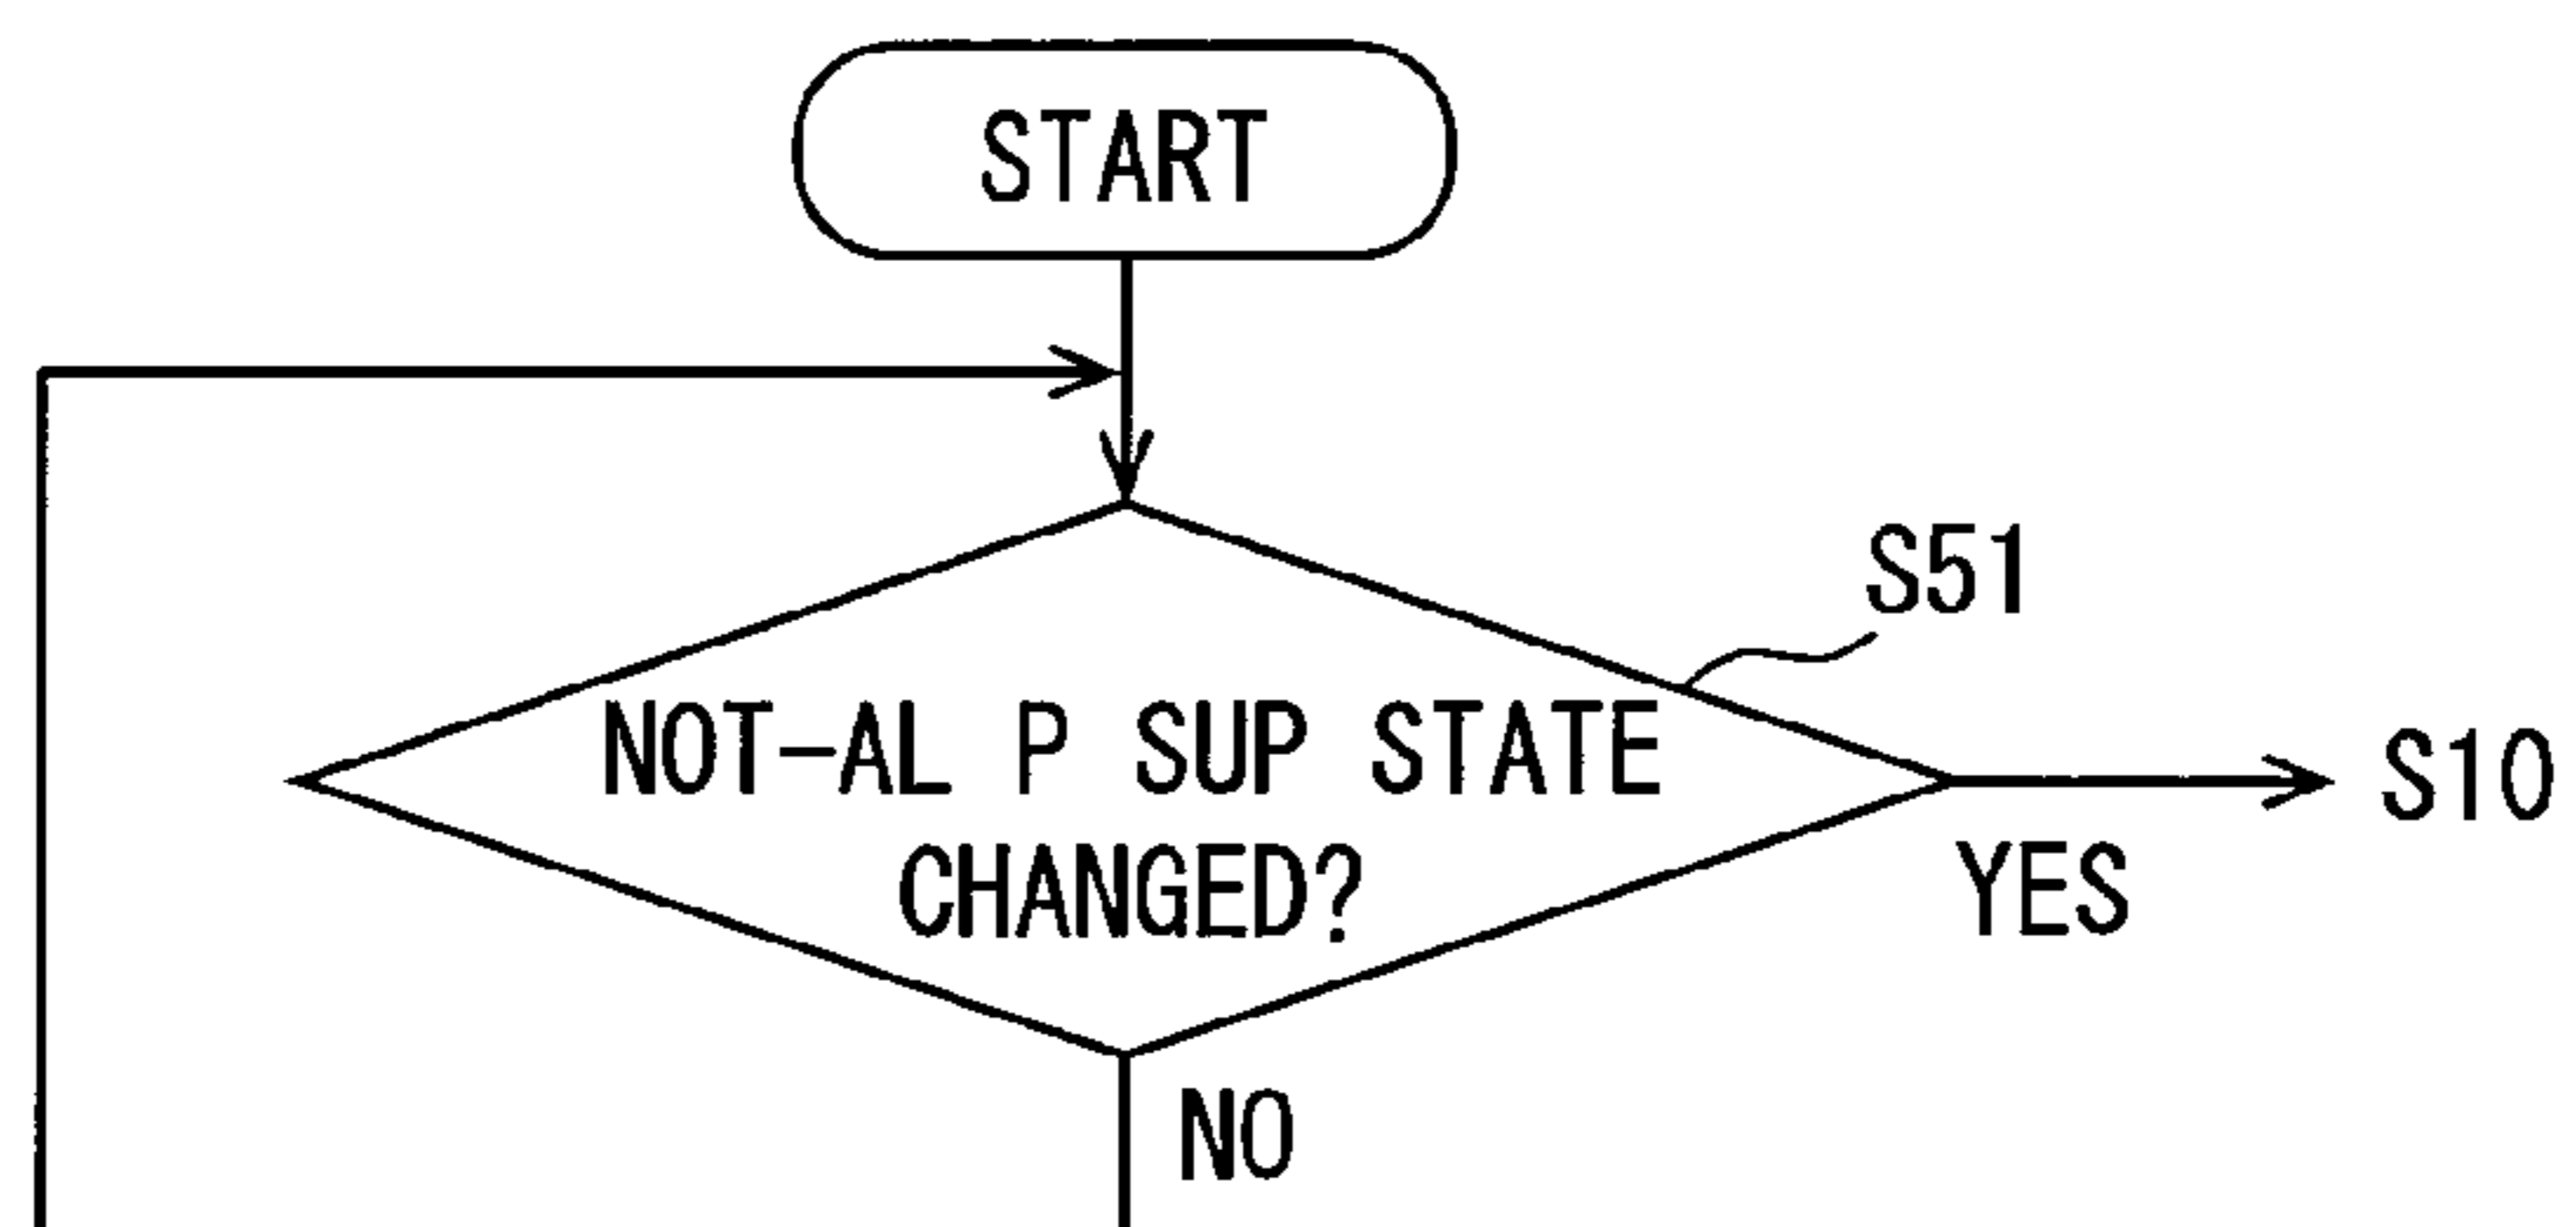 START
S51
NOT-AL P SUP STATE
CHANGED?
S10
YES
NO